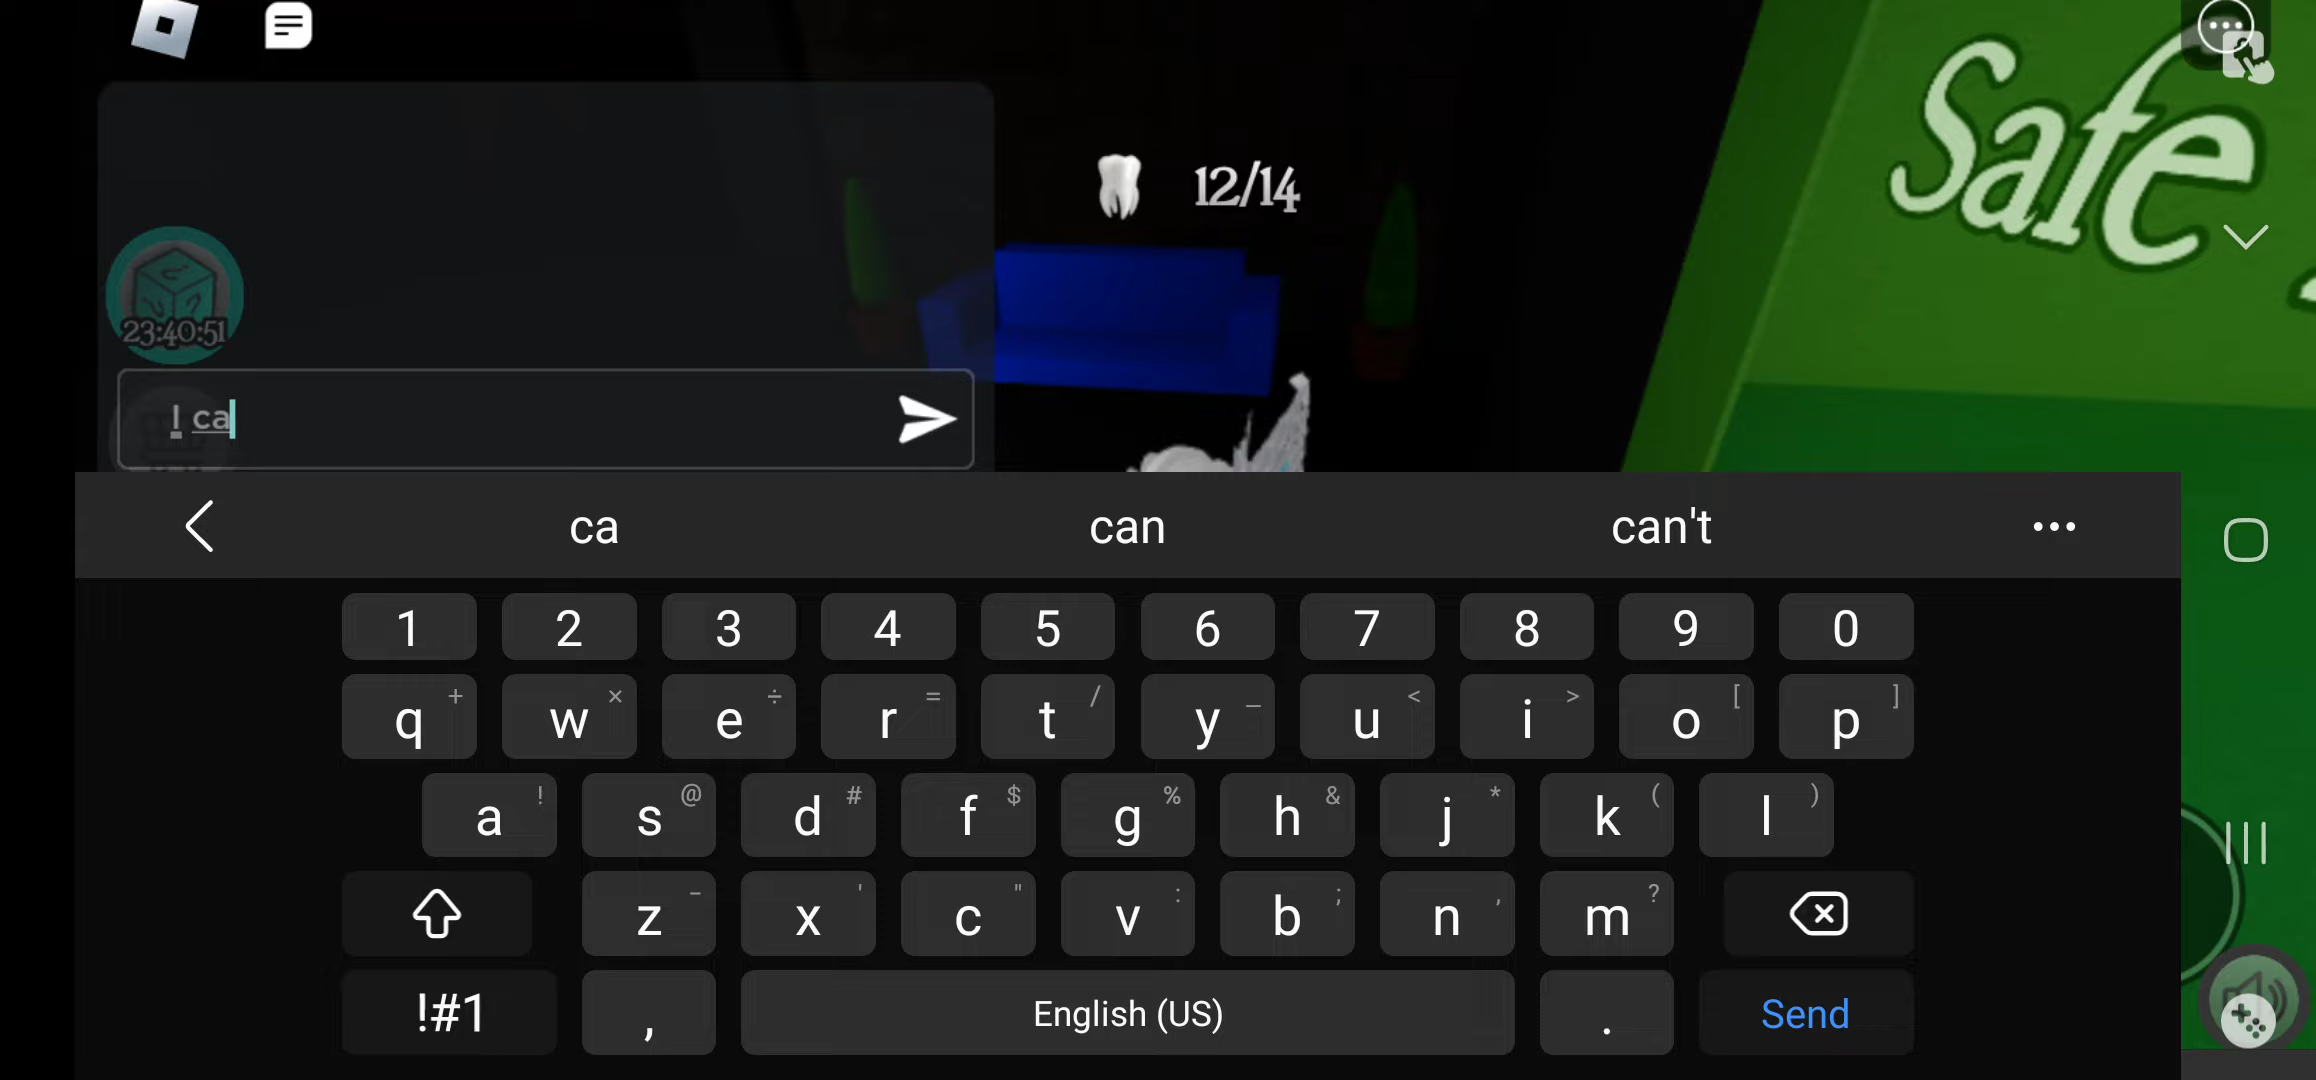 Safe
12/14
23:40:51
I ca
ca can can't
1 2 3 4 5 6 7 8 9 0
q + w × e ÷ r = t / y _ u < i > o [ p ]
a ! s @ d # f $ g % h & j * k ( l )
z - x ' c " v : b ; n , m ?
!#1 , English (US) . Send